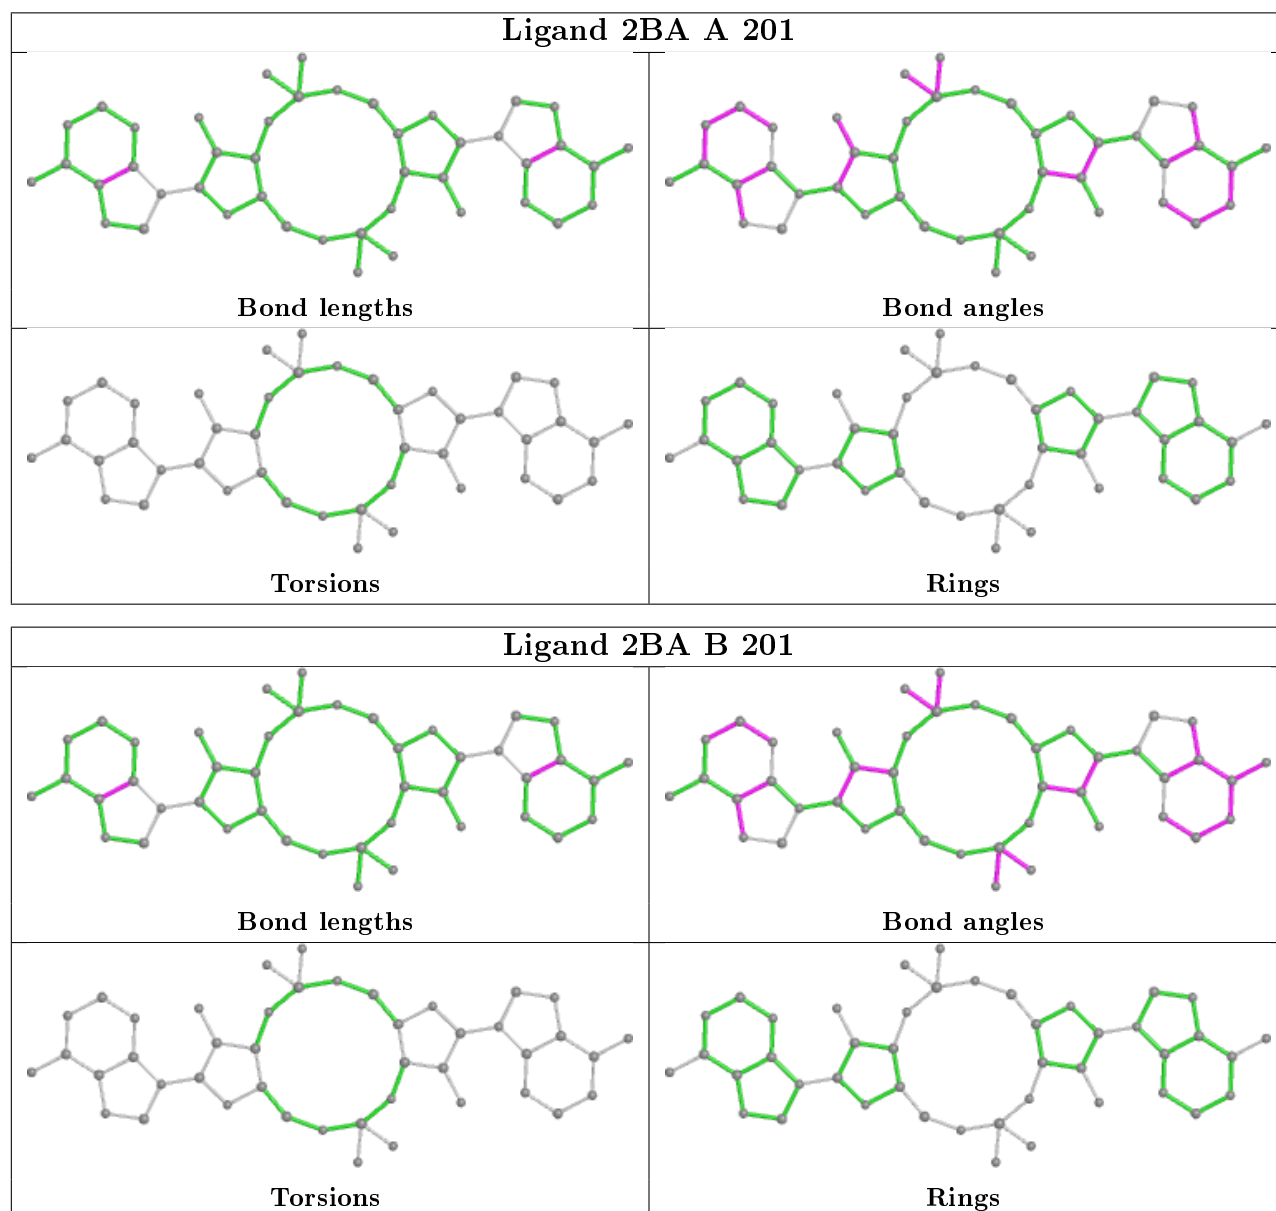 Ligand 2BA A 201
Bond lengths
Bond angles
Torsions
Rings
Ligand 2BA B 201
Bond lengths
Bond angles
Torsions
Rings